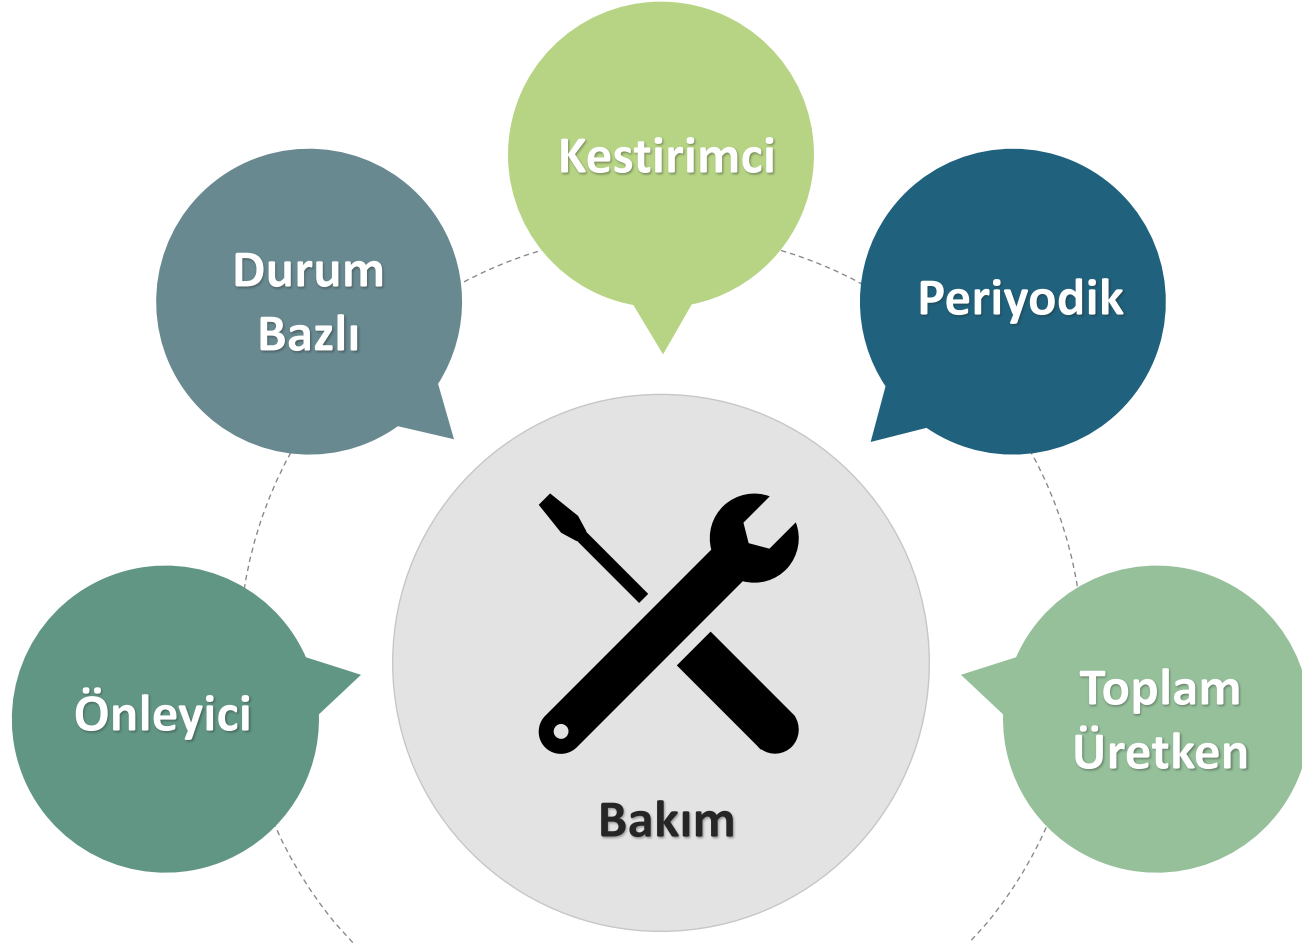 Kestirimci
Durum
Bazlı
Periyodik
Önleyici
Toplam
Üretken
Bakım